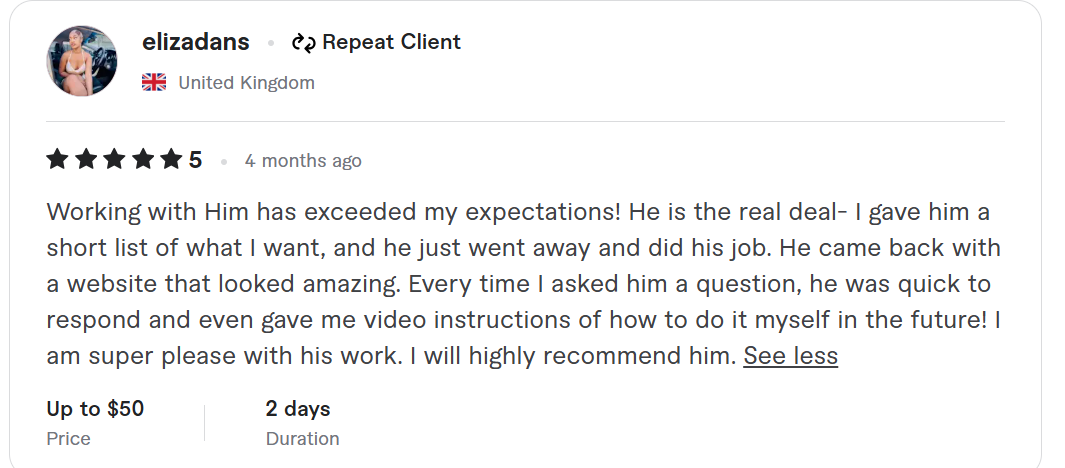 elizadans • Repeat Client
United Kingdom
5 • 4 months ago
Working with Him has exceeded my expectations! He is the real deal- I gave him a
short list of what I want, and he just went away and did his job. He came back with
a website that looked amazing. Every time I asked him a question, he was quick to
respond and even gave me video instructions of how to do it myself in the future! I
am super please with his work. I will highly recommend him. See less
Up to $50 2 days
Price Duration